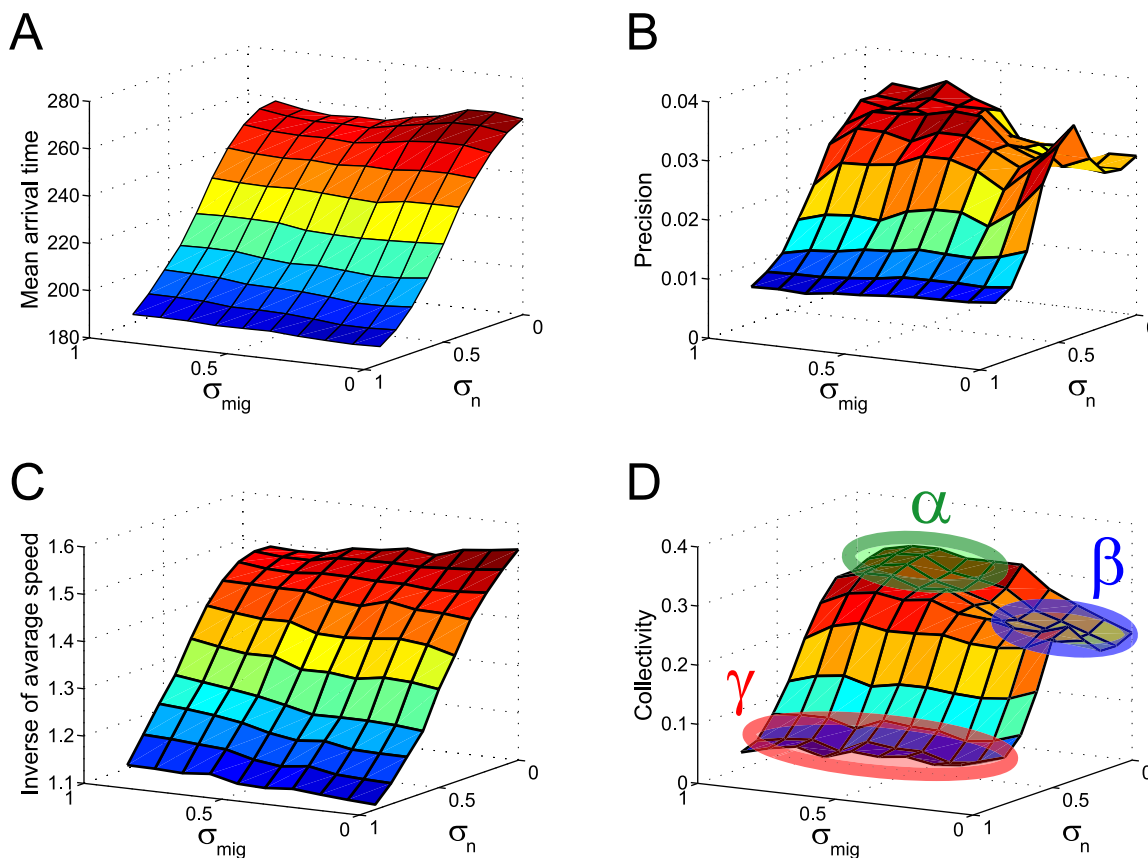 A
280
260
240
220
200
180
Mean arrival time
1
0.5
0
σmig
1
0.5
0
σn
B
0.04
0.03
0.02
0.01
0
Precision
1
0.5
0
σmig
1
0.5
0
σn
C
1.6
1.5
1.4
1.3
1.2
1.1
Inverse of avarage speed
1
0.5
0
σmig
1
0.5
0
σn
D
α
β
γ
0.4
0.3
0.2
0.1
0
Collectivity
1
0.5
0
σmig
1
0.5
0
σn